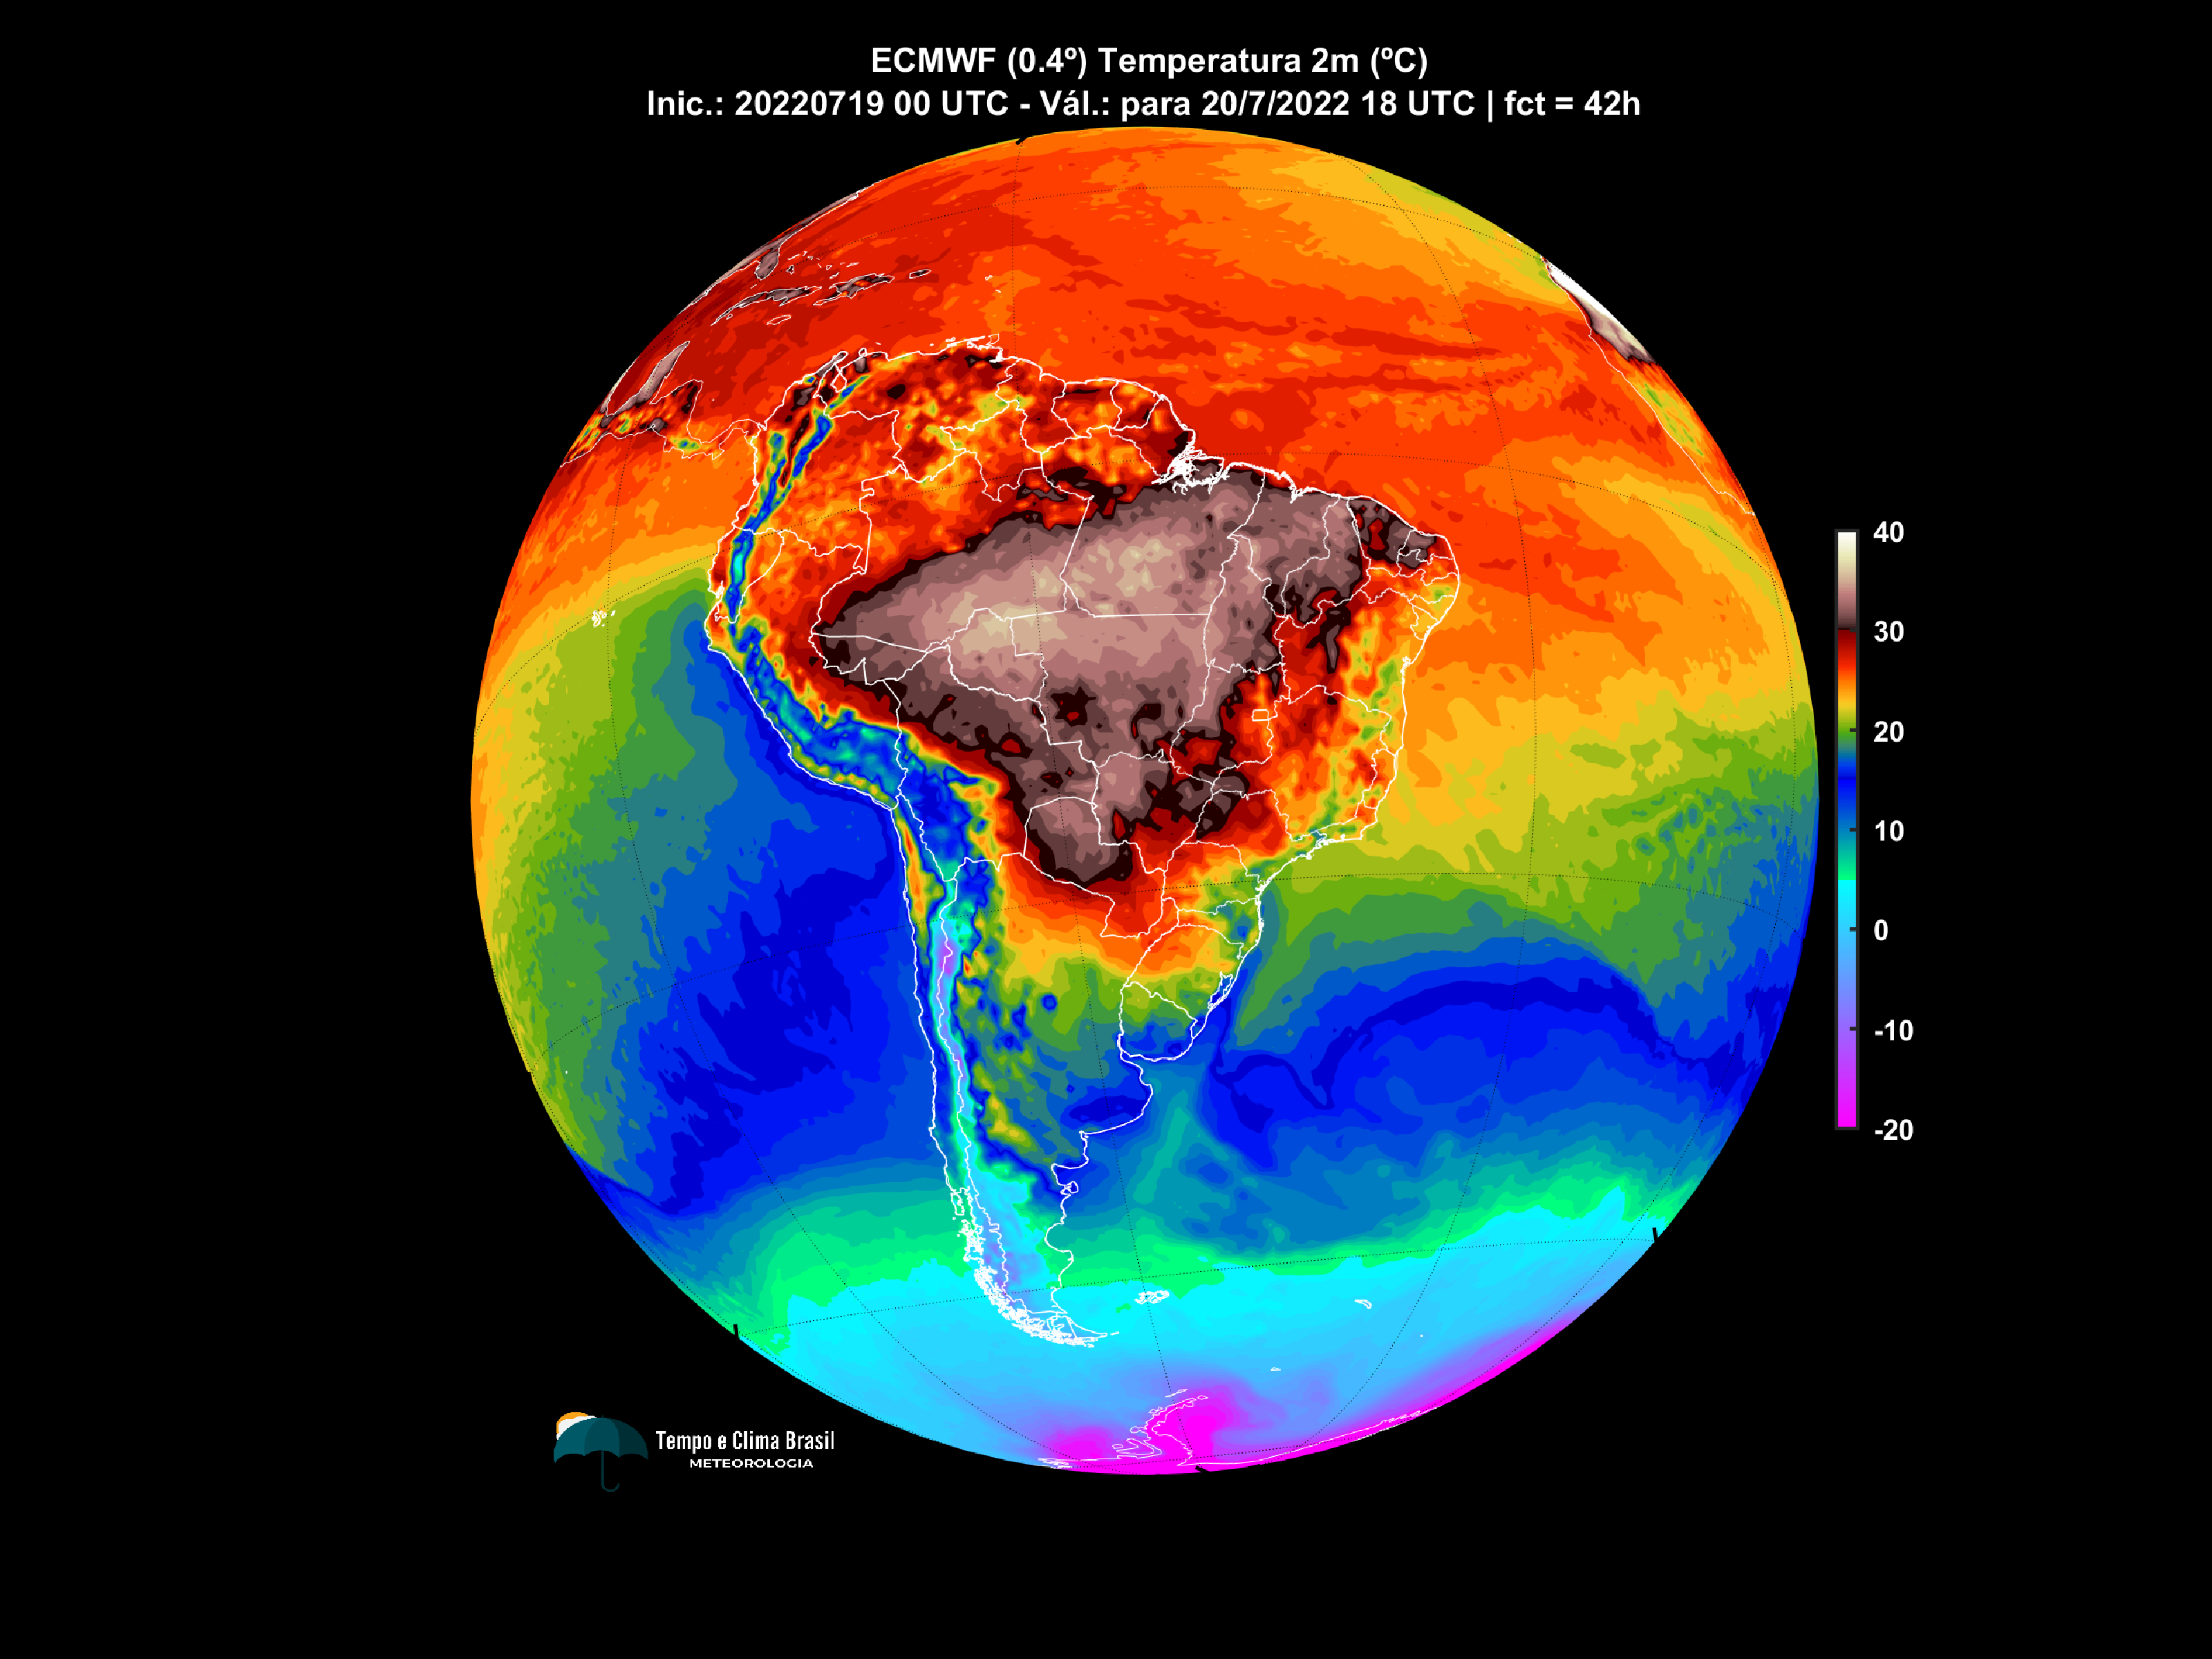 ECMWF (0.4º) Temperatura 2m (ºC)
Inic.: 20220719 00 UTC - Vál.: para 20/7/2022 18 UTC | fct = 42h
40
30
20
10
0
-10
-20
Tempo e Clima Brasil
METEOROLOGIA